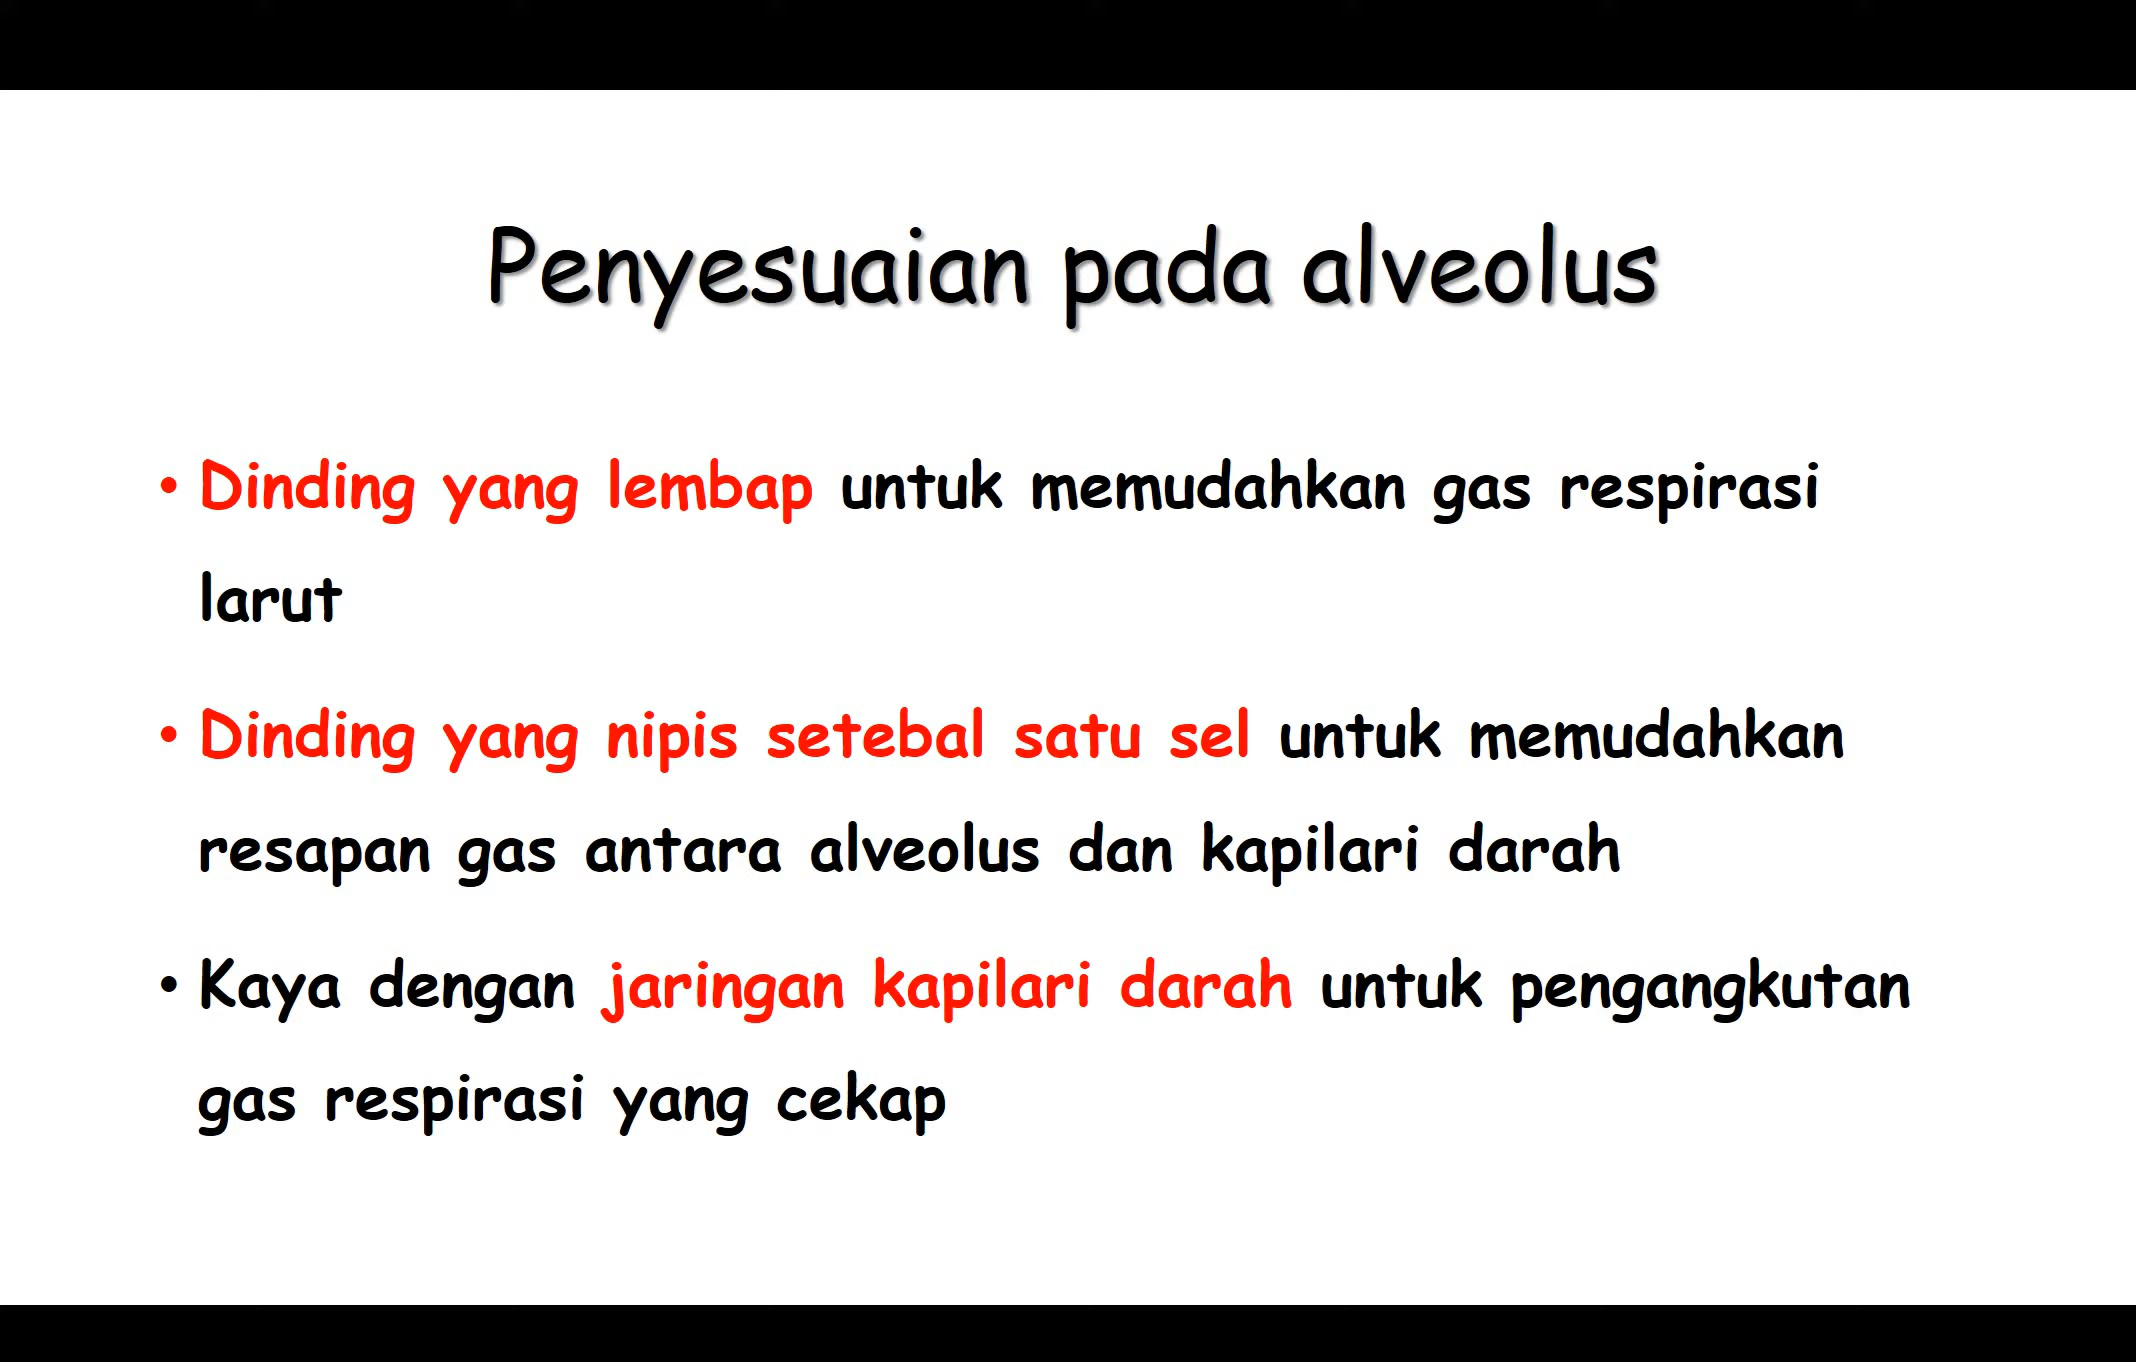 Penyesuaian pada alveolus
• Dinding yang lembap untuk memudahkan gas respirasi
larut
• Dinding yang nipis setebal satu sel untuk memudahkan
resapan gas antara alveolus dan kapilari darah
• Kaya dengan jaringan kapilari darah untuk pengangkutan
gas respirasi yang cekap